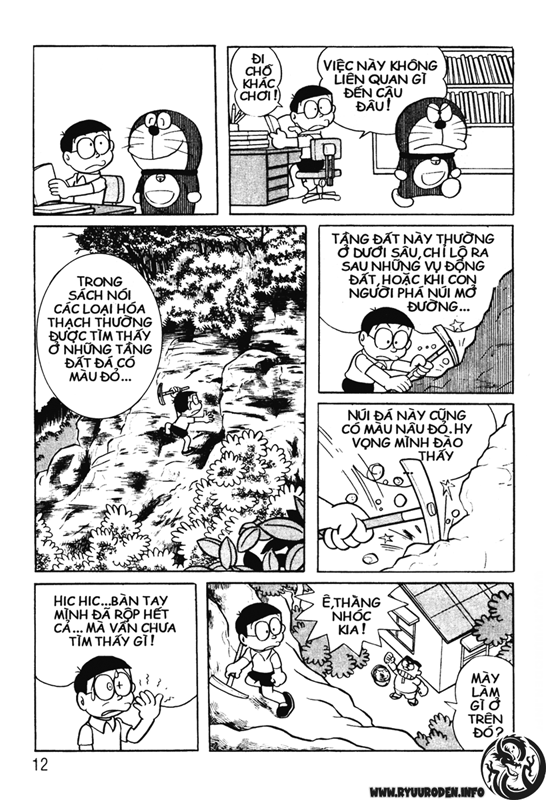 ĐI
CHỖ
KHÁC
CHƠI!
VIỆC NÀY KHÔNG
LIÊN QUAN GÌ
ĐẾN CẬU
ĐÂU!
TRONG
SÁCH NÓI
CÁC LOẠI HÓA
THẠCH THƯỜNG
ĐƯỢC TÌM THẤY
Ở NHỮNG TẦNG
ĐẤT ĐÁ CÓ
MÀU ĐỎ...
TẦNG ĐẤT NÀY THƯỜNG
Ở DƯỚI SÂU, CHỈ LỘ RA
SAU NHỮNG VỤ ĐỘNG
ĐẤT, HOẶC KHI CON
NGƯỜI PHÁ NÚI MỞ
ĐƯỜNG...
NÚI ĐÁ NÀY CŨNG
CÓ MÀU NÂU ĐỎ. HY
VỌNG MÌNH ĐÀO
THẤY
HIC HIC...BÀN TAY
MÌNH ĐÃ RỘP HẾT
CẢ... MÀ VẪN CHƯA
TÌM THẤY GÌ!
Ê, THẰNG
NHÓC
KIA!
MÀY
LÀM
GÌ Ở
TRÊN
ĐÓ?
12
WWW.RYUURODEN.INFO